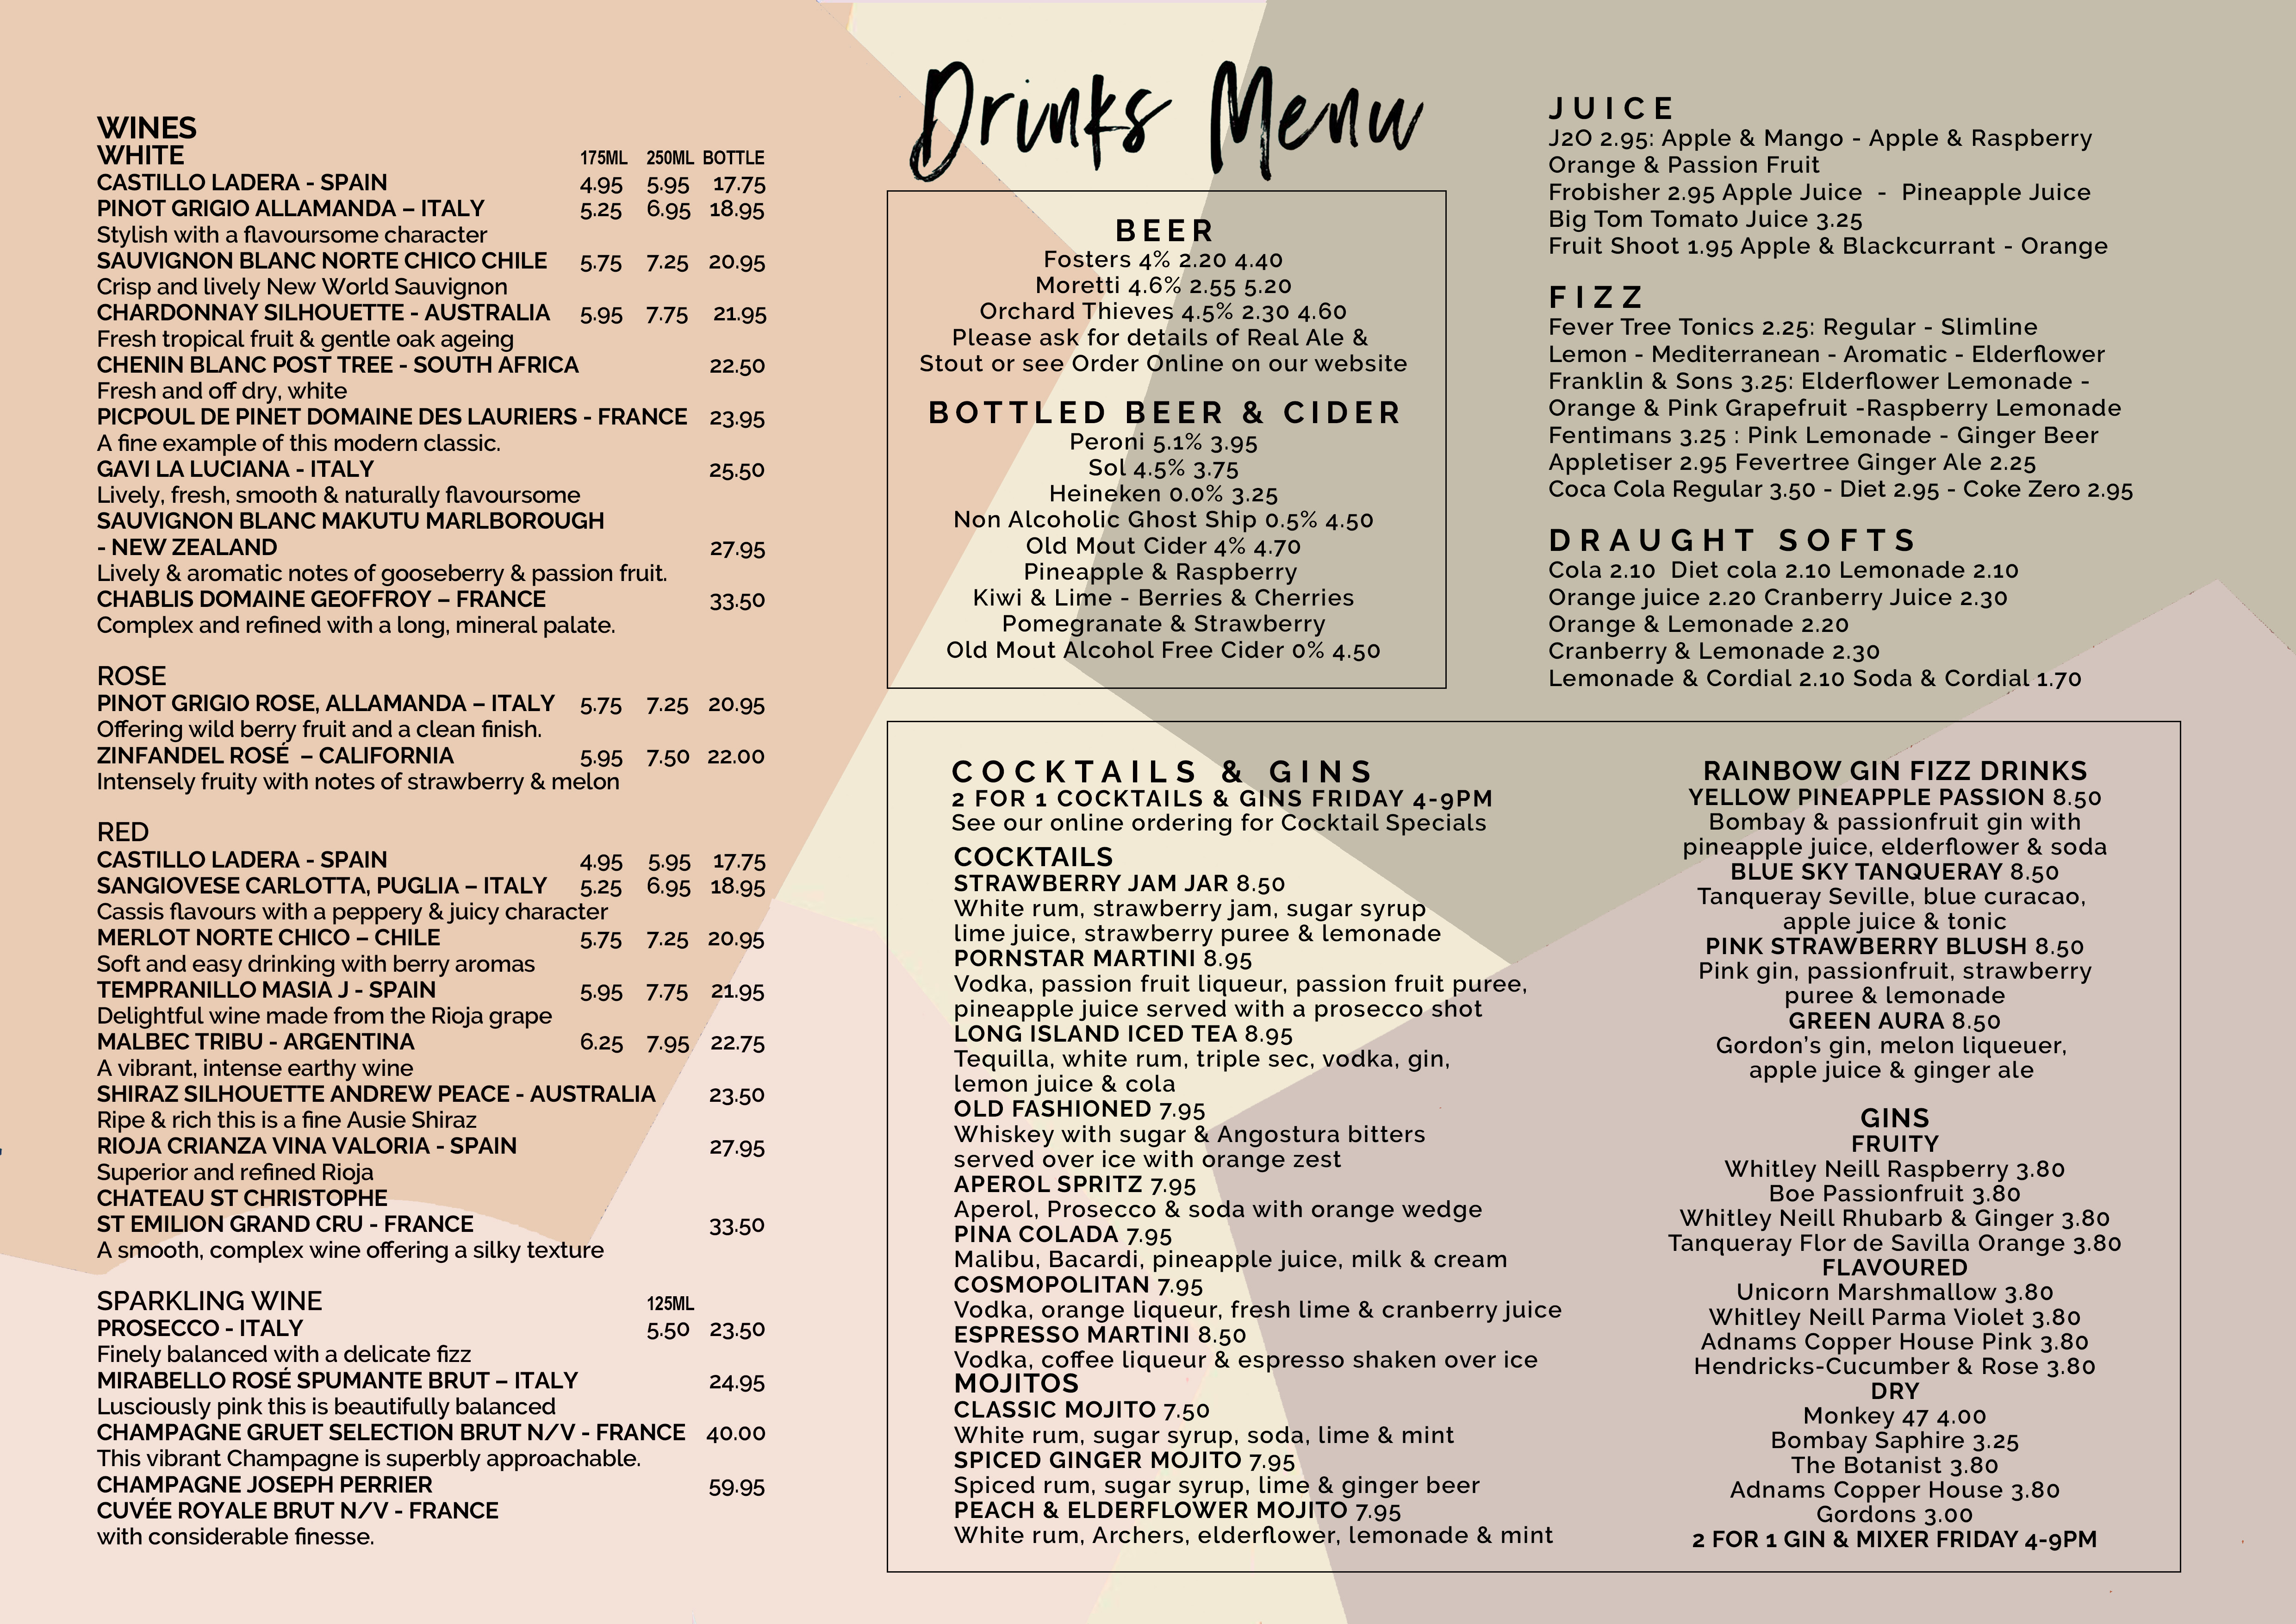 WINES
WHITE 175ML 250ML BOTTLE
CASTILLO LADERA - SPAIN 4.95 5.95 17.75
PINOT GRIGIO ALLAMANDA – ITALY 5.25 6.95 18.95
Stylish with a flavoursome character
SAUVIGNON BLANC NORTE CHICO CHILE 5.75 7.25 20.95
Crisp and lively New World Sauvignon
CHARDONNAY SILHOUETTE - AUSTRALIA 5.95 7.75 21.95
Fresh tropical fruit & gentle oak ageing
CHENIN BLANC POST TREE - SOUTH AFRICA 22.50
Fresh and off dry, white
PICPOUL DE PINET DOMAINE DES LAURIERS - FRANCE 23.95
A fine example of this modern classic.
GAVI LA LUCIANA - ITALY 25.50
Lively, fresh, smooth & naturally flavoursome
SAUVIGNON BLANC MAKUTU MARLBOROUGH
- NEW ZEALAND 27.95
Lively & aromatic notes of gooseberry & passion fruit.
CHABLIS DOMAINE GEOFFROY – FRANCE 33.50
Complex and refined with a long, mineral palate.
ROSE
PINOT GRIGIO ROSE, ALLAMANDA – ITALY 5.75 7.25 20.95
Offering wild berry fruit and a clean finish.
ZINFANDEL ROSÉ – CALIFORNIA 5.95 7.50 22.00
Intensely fruity with notes of strawberry & melon
RED
CASTILLO LADERA - SPAIN 4.95 5.95 17.75
SANGIOVESE CARLOTTA, PUGLIA – ITALY 5.25 6.95 18.95
Cassis flavours with a peppery & juicy character
MERLOT NORTE CHICO – CHILE 5.75 7.25 20.95
Soft and easy drinking with berry aromas
TEMPRANILLO MASIA J - SPAIN 5.95 7.75 21.95
Delightful wine made from the Rioja grape
MALBEC TRIBU - ARGENTINA 6.25 7.95 22.75
A vibrant, intense earthy wine
SHIRAZ SILHOUETTE ANDREW PEACE - AUSTRALIA 23.50
Ripe & rich this is a fine Ausie Shiraz
RIOJA CRIANZA VINA VALORIA - SPAIN 27.95
Superior and refined Rioja
CHATEAU ST CHRISTOPHE
ST EMILION GRAND CRU - FRANCE 33.50
A smooth, complex wine offering a silky texture
SPARKLING WINE 125ML
PROSECCO - ITALY 5.50 23.50
Finely balanced with a delicate fizz
MIRABELLO ROSÉ SPUMANTE BRUT – ITALY 24.95
Lusciously pink this is beautifully balanced
CHAMPAGNE GRUET SELECTION BRUT N/V - FRANCE 40.00
This vibrant Champagne is superbly approachable.
CHAMPAGNE JOSEPH PERRIER 59.95
CUVÉE ROYALE BRUT N/V - FRANCE
with considerable finesse.
Drinks Menu
BEER
Fosters 4% 2.20 4.40
Moretti 4.6% 2.55 5.20
Orchard Thieves 4.5% 2.30 4.60
Please ask for details of Real Ale &
Stout or see Order Online on our website
BOTTLED BEER & CIDER
Peroni 5.1% 3.95
Sol 4.5% 3.75
Heineken 0.0% 3.25
Non Alcoholic Ghost Ship 0.5% 4.50
Old Mout Cider 4% 4.70
Pineapple & Raspberry
Kiwi & Lime - Berries & Cherries
Pomegranate & Strawberry
Old Mout Alcohol Free Cider 0% 4.50
JUICE
J2O 2.95: Apple & Mango - Apple & Raspberry
Orange & Passion Fruit
Frobisher 2.95 Apple Juice - Pineapple Juice
Big Tom Tomato Juice 3.25
Fruit Shoot 1.95 Apple & Blackcurrant - Orange
FIZZ
Fever Tree Tonics 2.25: Regular - Slimline
Lemon - Mediterranean - Aromatic - Elderflower
Franklin & Sons 3.25: Elderflower Lemonade -
Orange & Pink Grapefruit -Raspberry Lemonade
Fentimans 3.25 : Pink Lemonade - Ginger Beer
Appletiser 2.95 Fevertree Ginger Ale 2.25
Coca Cola Regular 3.50 - Diet 2.95 - Coke Zero 2.95
DRAUGHT SOFTS
Cola 2.10 Diet cola 2.10 Lemonade 2.10
Orange juice 2.20 Cranberry Juice 2.30
Orange & Lemonade 2.20
Cranberry & Lemonade 2.30
Lemonade & Cordial 2.10 Soda & Cordial 1.70
COCKTAILS & GINS
2 FOR 1 COCKTAILS & GINS FRIDAY 4-9PM
See our online ordering for Cocktail Specials
COCKTAILS
STRAWBERRY JAM JAR 8.50
White rum, strawberry jam, sugar syrup
lime juice, strawberry puree & lemonade
PORNSTAR MARTINI 8.95
Vodka, passion fruit liqueur, passion fruit puree,
pineapple juice served with a prosecco shot
LONG ISLAND ICED TEA 8.95
Tequilla, white rum, triple sec, vodka, gin,
lemon juice & cola
OLD FASHIONED 7.95
Whiskey with sugar & Angostura bitters
served over ice with orange zest
APEROL SPRITZ 7.95
Aperol, Prosecco & soda with orange wedge
PINA COLADA 7.95
Malibu, Bacardi, pineapple juice, milk & cream
COSMOPOLITAN 7.95
Vodka, orange liqueur, fresh lime & cranberry juice
ESPRESSO MARTINI 8.50
Vodka, coffee liqueur & espresso shaken over ice
MOJITOS
CLASSIC MOJITO 7.50
White rum, sugar syrup, soda, lime & mint
SPICED GINGER MOJITO 7.95
Spiced rum, sugar syrup, lime & ginger beer
PEACH & ELDERFLOWER MOJITO 7.95
White rum, Archers, elderflower, lemonade & mint
RAINBOW GIN FIZZ DRINKS
YELLOW PINEAPPLE PASSION 8.50
Bombay & passionfruit gin with
pineapple juice, elderflower & soda
BLUE SKY TANQUERAY 8.50
Tanqueray Seville, blue curacao,
apple juice & tonic
PINK STRAWBERRY BLUSH 8.50
Pink gin, passionfruit, strawberry
puree & lemonade
GREEN AURA 8.50
Gordon's gin, melon liqueuer,
apple juice & ginger ale
GINS
FRUITY
Whitley Neill Raspberry 3.80
Boe Passionfruit 3.80
Whitley Neill Rhubarb & Ginger 3.80
Tanqueray Flor de Savilla Orange 3.80
FLAVOURED
Unicorn Marshmallow 3.80
Whitley Neill Parma Violet 3.80
Adnams Copper House Pink 3.80
Hendricks-Cucumber & Rose 3.80
DRY
Monkey 47 4.00
Bombay Saphire 3.25
The Botanist 3.80
Adnams Copper House 3.80
Gordons 3.00
2 FOR 1 GIN & MIXER FRIDAY 4-9PM